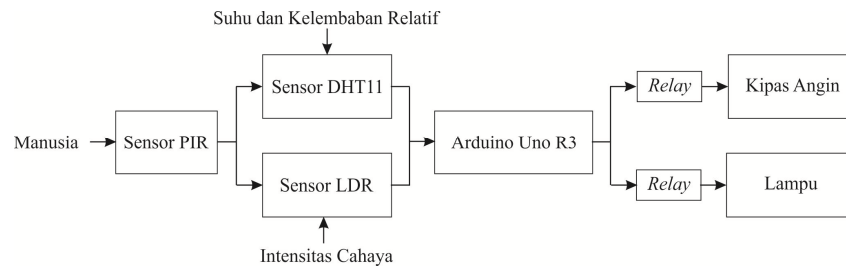 Suhu dan Kelembaban Relatif
Sensor DHT11
Relay
Kipas Angin
Manusia
Sensor PIR
Arduino Uno R3
Sensor LDR
Relay
Lampu
Intensitas Cahaya